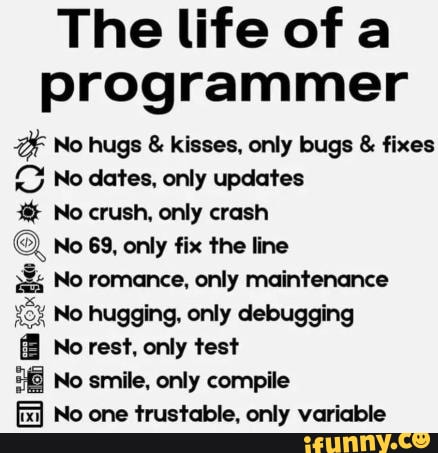 The life of a
programmer
No hugs & kisses, only bugs & fixes
No dates, only updates
No crush, only crash
No 69, only fix the line
No romance, only maintenance
No hugging, only debugging
No rest, only test
No smile, only compile
No one trustable, only variable
ifunny.co